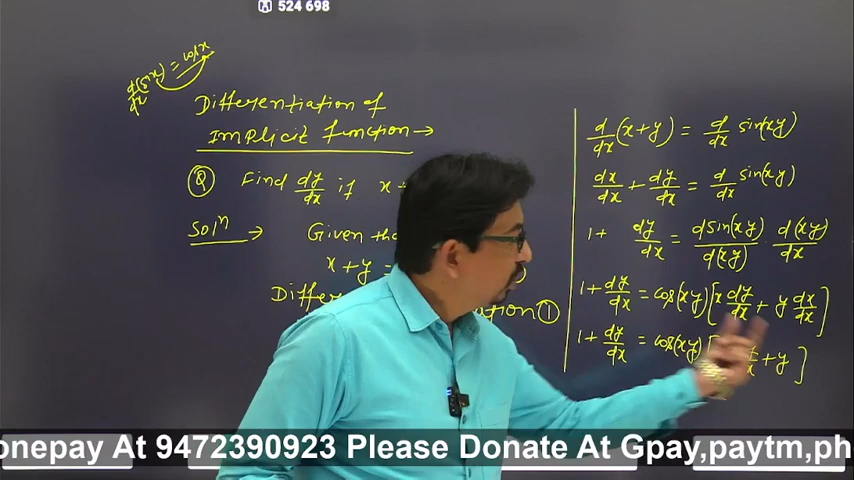 524 698
d/dx (sin x) = cos x
Differentiation of
Implicit function →
Q Find dy/dx if x +
Solⁿ → Given tha
x + y =
Diff
tion ①
d/dx (x+y) = d/dx sin(xy)
dx/dx + dy/dx = d/dx sin(xy)
1 + dy/dx = dsin(xy)/d(xy) · d(xy)/dx
1 + dy/dx = cos(xy) [x dy/dx + y dx/dx]
1 + dy/dx = cos(xy) [ + y]
onepay At 9472390923 Please Donate At Gpay,paytm,ph